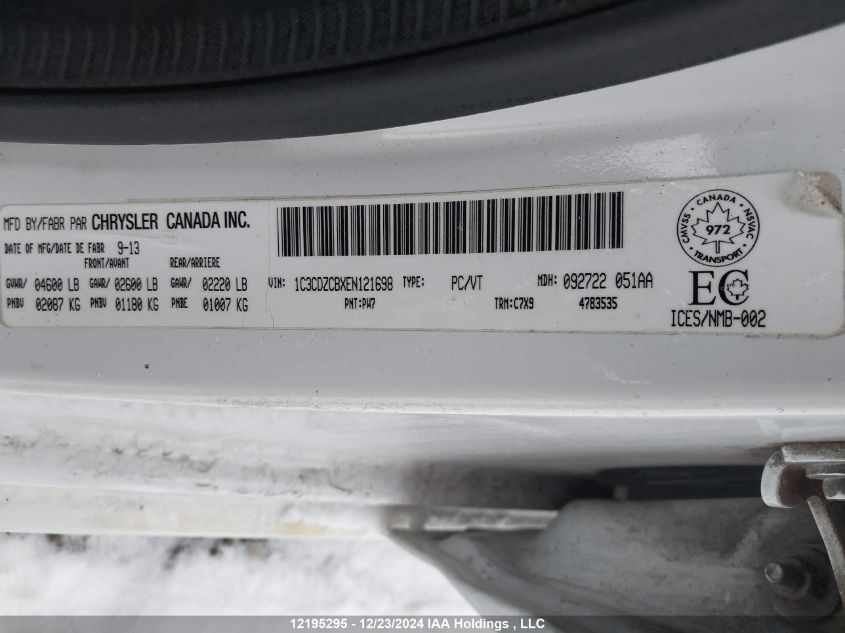 MFD BY/FABR PAR CHRYSLER CANADA INC.
DATE OF MFG/DATE DE FABR 9-13
FRONT/AVANT REAR/ARRIERE
GVWR/ 04600 LB GAWR/ 02600 LB GAWR/ 02220 LB
PNBV 02087 KG PNBV 01180 KG PNBE 01007 KG
VIN: 1C3CDZCBXEN121698 TYPE: PC/VT MDH: 092722 051AA
PNT:PW7 TRM:C7X9 4783535
CANADA
CMVSS NSVAC
972
TRANSPORT
EC
ICES/NMB-002
12195295 - 12/23/2024 IAA Holdings , LLC